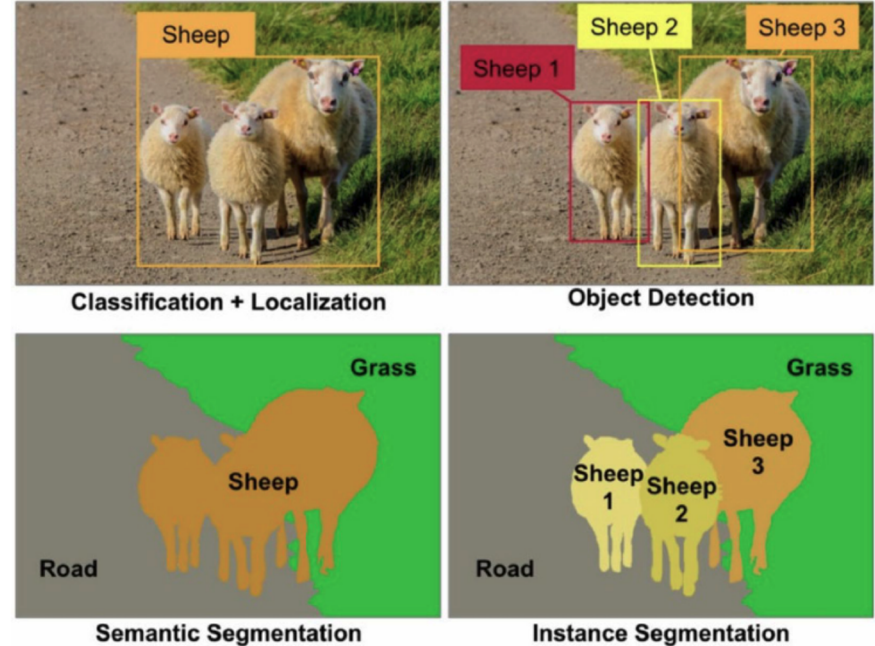 Sheep
Classification + Localization
Sheep 1
Sheep 2
Sheep 3
Object Detection
Grass
Sheep
Road
Semantic Segmentation
Grass
Sheep
1
Sheep
2
Sheep
3
Road
Instance Segmentation